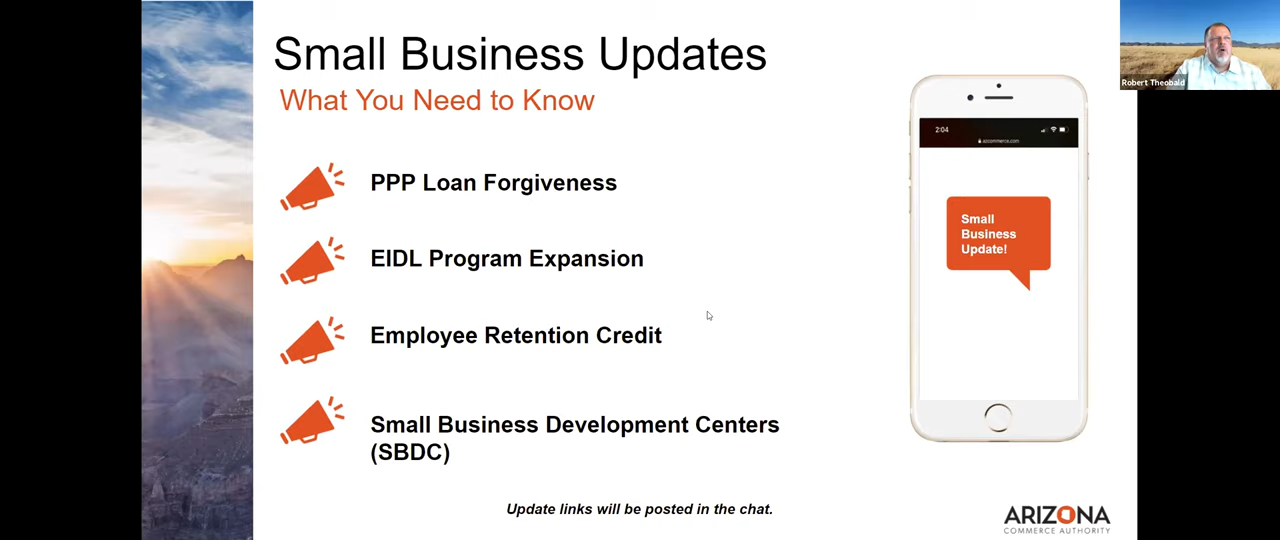 Small Business Updates
What You Need to Know
PPP Loan Forgiveness
EIDL Program Expansion
Employee Retention Credit
Small Business Development Centers
(SBDC)
Update links will be posted in the chat.
2:04
azcommerce.com
Small
Business
Update!
Robert Theobald
ARIZONA
COMMERCE AUTHORITY